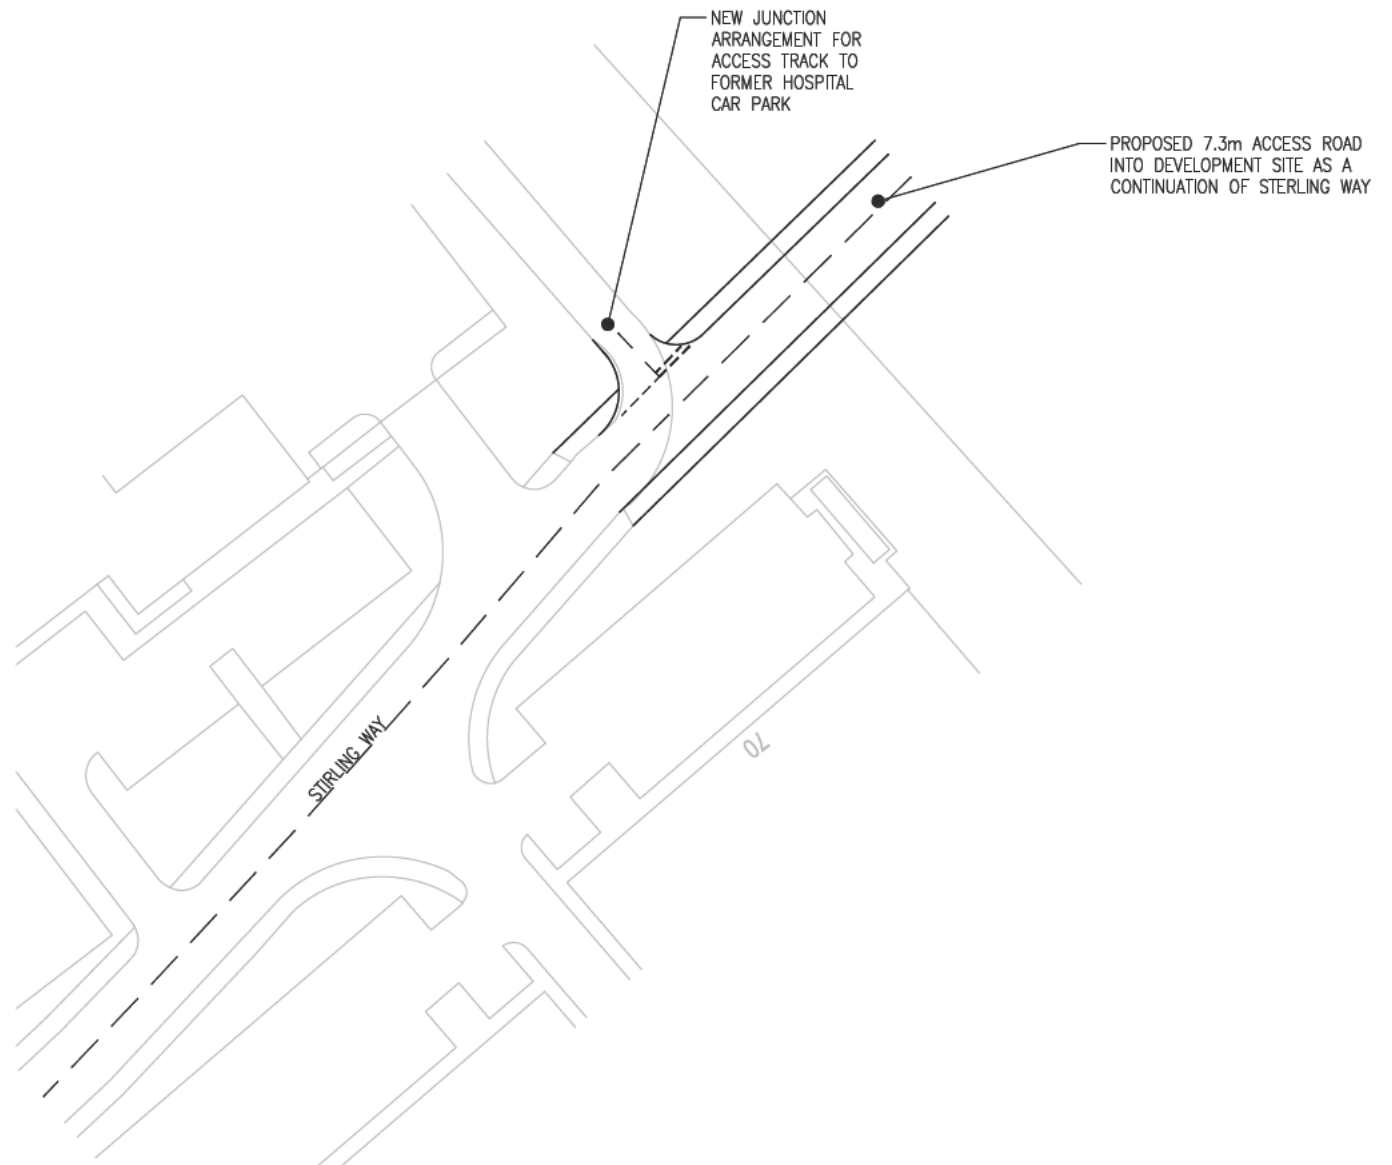 NEW JUNCTION
ARRANGEMENT FOR
ACCESS TRACK TO
FORMER HOSPITAL
CAR PARK
PROPOSED 7.3m ACCESS ROAD
INTO DEVELOPMENT SITE AS A
CONTINUATION OF STERLING WAY
STIRLING WAY
70